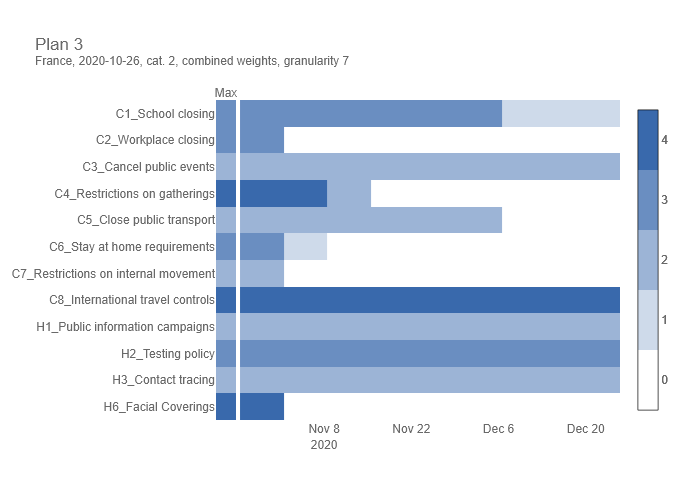 Plan 3
France, 2020-10-26, cat. 2, combined weights, granularity 7
Max
C1_School closing
C2_Workplace closing
C3_Cancel public events
C4_Restrictions on gatherings
C5_Close public transport
C6_Stay at home requirements
C7_Restrictions on internal movement
C8_International travel controls
H1_Public information campaigns
H2_Testing policy
H3_Contact tracing
H6_Facial Coverings
4
3
2
1
0
Nov 8 Nov 22 Dec 6 Dec 20
2020